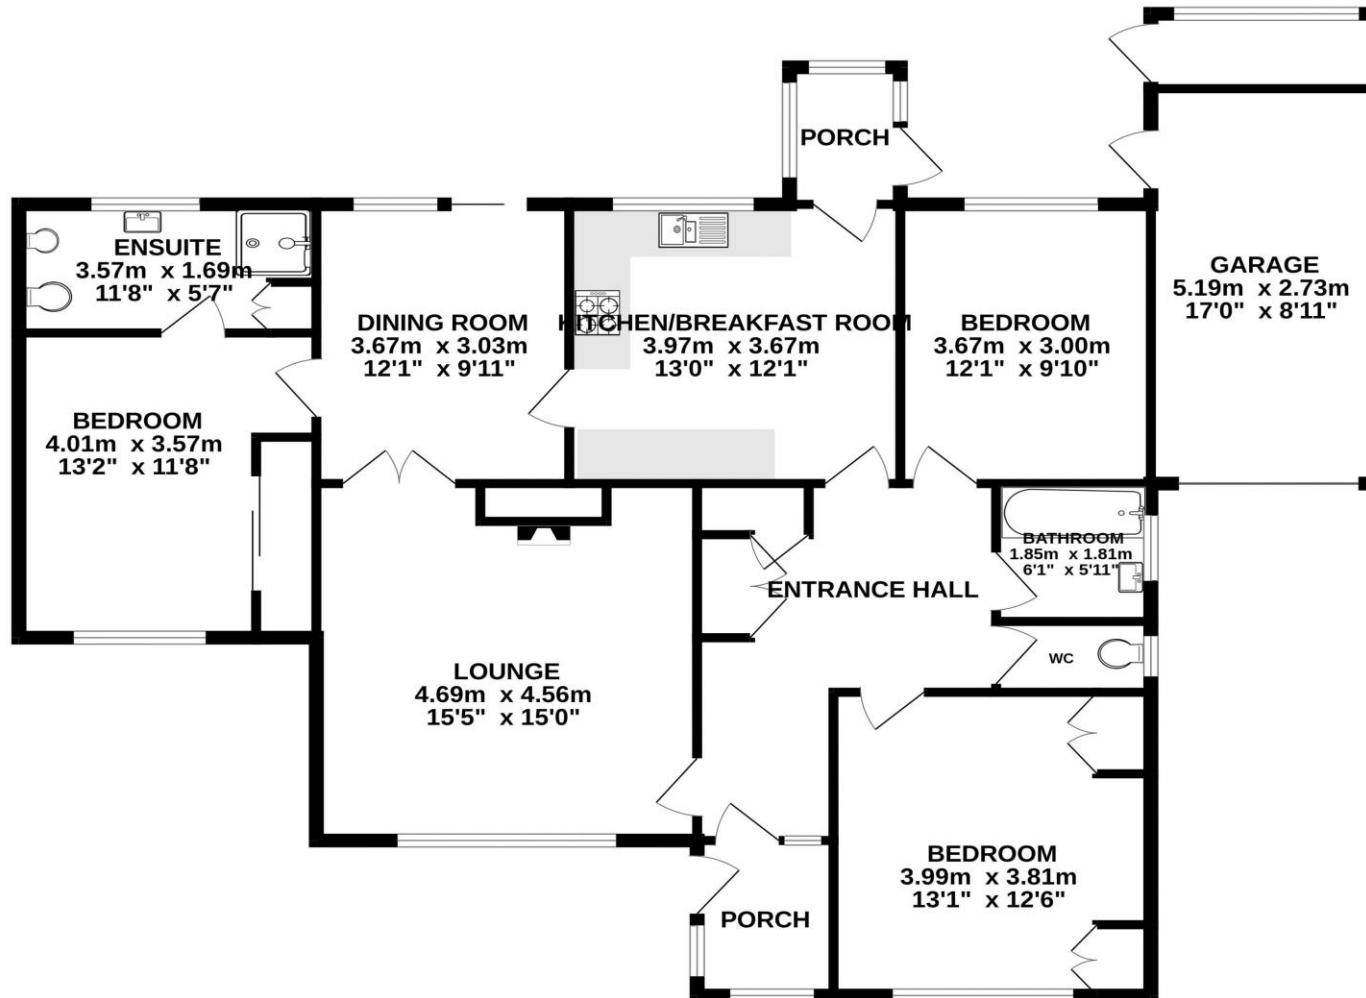 PORCH
ENSUITE
3.57m x 1.69m
11'8" x 5'7"
DINING ROOM
3.67m x 3.03m
12'1" x 9'11"
KITCHEN/BREAKFAST ROOM
3.97m x 3.67m
13'0" x 12'1"
BEDROOM
3.67m x 3.00m
12'1" x 9'10"
GARAGE
5.19m x 2.73m
17'0" x 8'11"
BEDROOM
4.01m x 3.57m
13'2" x 11'8"
BATHROOM
1.85m x 1.81m
6'1" x 5'11"
ENTRANCE HALL
WC
LOUNGE
4.69m x 4.56m
15'5" x 15'0"
BEDROOM
3.99m x 3.81m
13'1" x 12'6"
PORCH